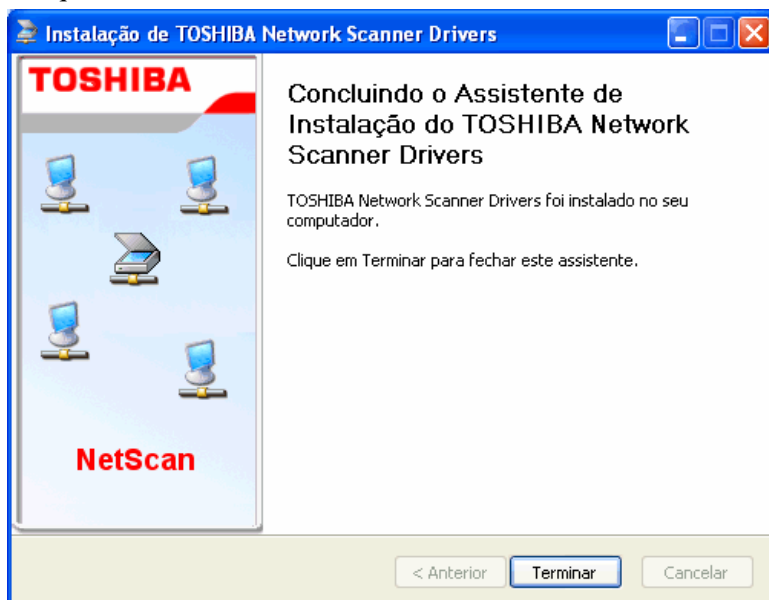 Instalação de TOSHIBA Network Scanner Drivers
TOSHIBA
Concluindo o Assistente de
Instalação do TOSHIBA Network
Scanner Drivers
TOSHIBA Network Scanner Drivers foi instalado no seu
computador.
Clique em Terminar para fechar este assistente.
NetScan
< Anterior
Terminar
Cancelar